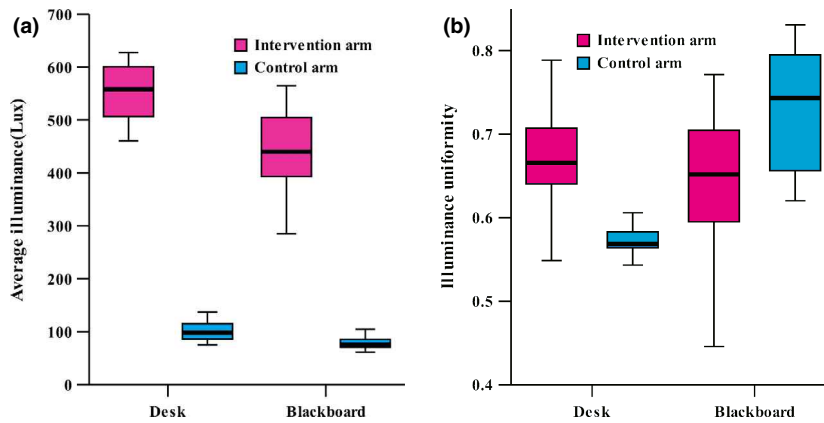 (a)
Average illuminance(Lux)
700
600
500
400
300
200
100
0
Intervention arm
Control arm
Desk
Blackboard
(b)
Illuminance uniformity
0.8
0.7
0.6
0.5
0.4
Intervention arm
Control arm
Desk
Blackboard